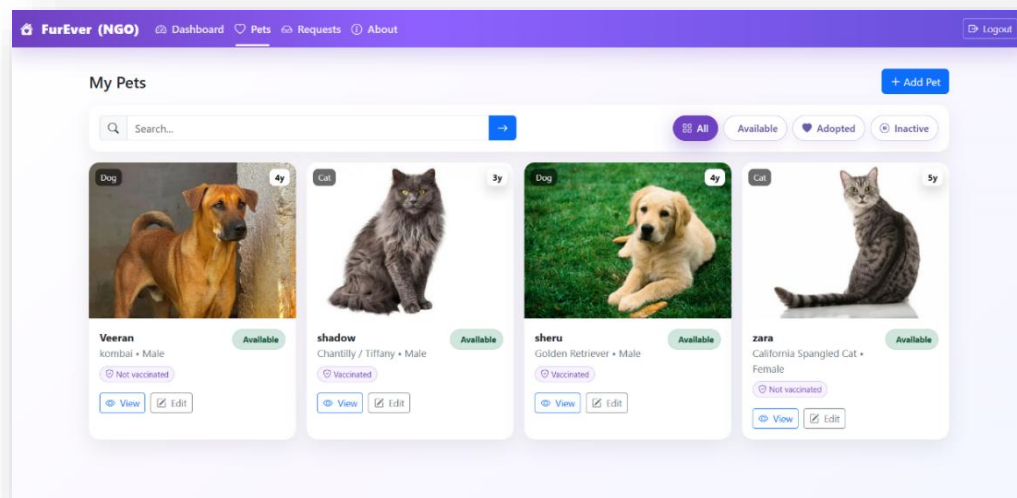 FurEver (NGO) Dashboard Pets Requests About Logout
My Pets + Add Pet
Search... → All Available Adopted Inactive
Dog 4y
Veeran Available
kombai • Male
Not vaccinated
View Edit
Cat 3y
shadow Available
Chantilly / Tiffany • Male
Vaccinated
View Edit
Dog 4y
sheru Available
Golden Retriever • Male
Vaccinated
View Edit
Cat 5y
zara Available
California Spangled Cat •
Female
Not vaccinated
View Edit